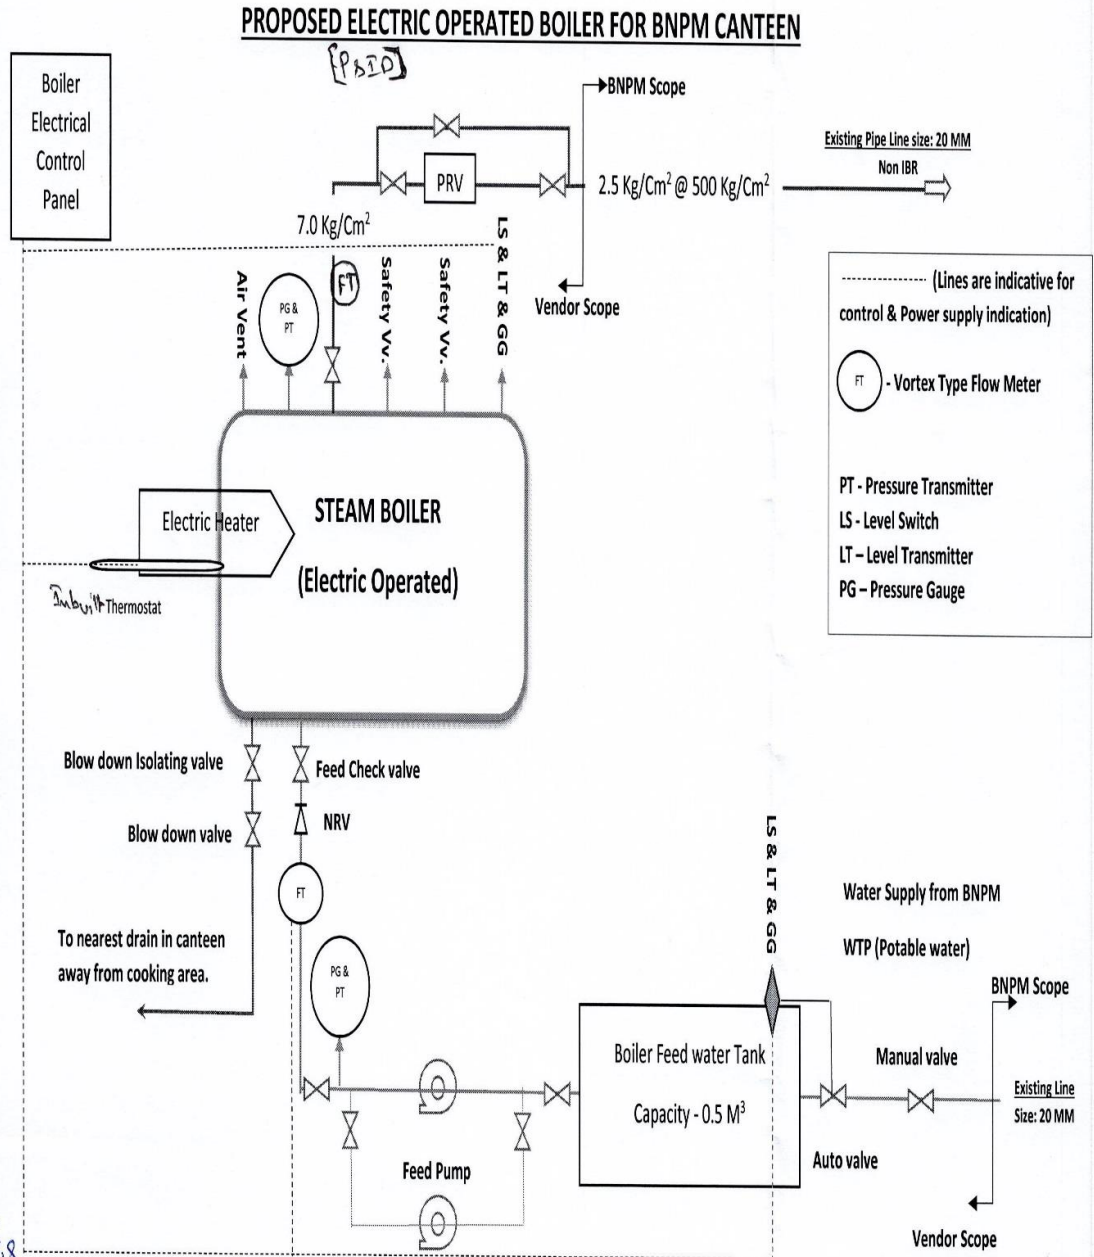 PROPOSED ELECTRIC OPERATED BOILER FOR BNPM CANTEEN
[P&ID]
Boiler
Electrical
Control
Panel
BNPM Scope
PRV
2.5 Kg/Cm² @ 500 Kg/Cm²
Existing Pipe Line size: 20 MM
Non IBR
7.0 Kg/Cm²
Vendor Scope
Air Vent
PG &
PT
FT
Safety Vv.
Safety Vv.
LS & LT & GG
(Lines are indicative for
control & Power supply indication)
FT - Vortex Type Flow Meter
PT - Pressure Transmitter
LS - Level Switch
LT – Level Transmitter
PG – Pressure Gauge
Electric Heater
STEAM BOILER
(Electric Operated)
Inbuilt Thermostat
Blow down Isolating valve
Feed Check valve
Blow down valve
NRV
FT
To nearest drain in canteen
away from cooking area.
PG &
PT
Feed Pump
LS & LT & GG
Boiler Feed water Tank
Capacity - 0.5 M³
Water Supply from BNPM
WTP (Potable water)
BNPM Scope
Manual valve
Existing Line
Size: 20 MM
Auto valve
Vendor Scope